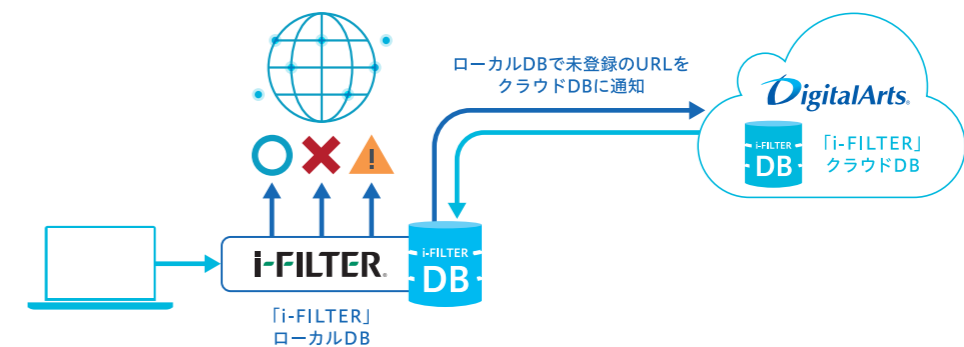 ローカルDBで未登録のURLを
クラウドDBに通知
DigitalArts.
i-FILTER
DB
「i-FILTER」
クラウドDB
!
i-FILTER.
i-FILTER
DB
「i-FILTER」
ローカルDB